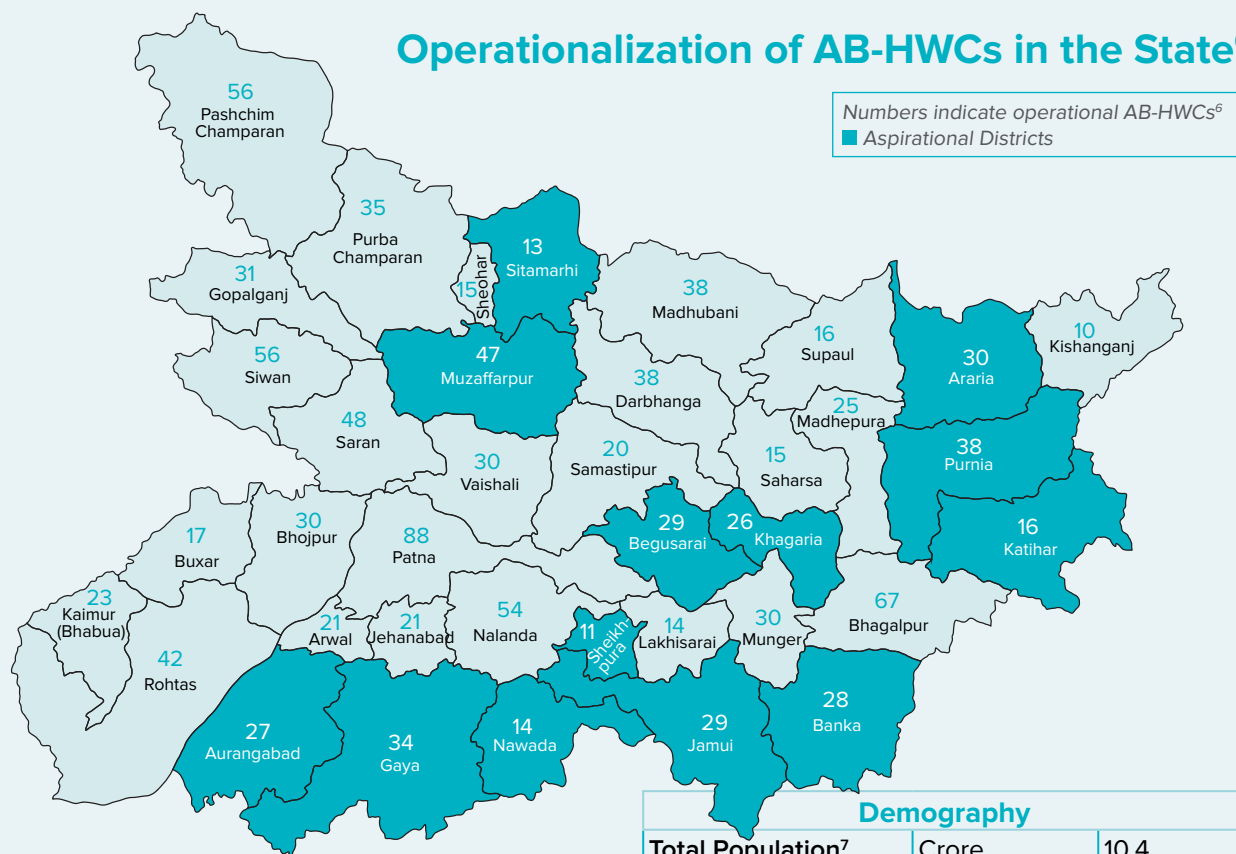 Operationalization of AB-HWCs in the State
Numbers indicate operational AB-HWCs⁶
Aspirational Districts
56
Pashchim
Champaran
35
Purba
Champaran
13
Sitamarhi
15
Sheohar
31
Gopalganj
38
Madhubani
16
Supaul
30
Araria
10
Kishanganj
56
Siwan
47
Muzaffarpur
38
Darbhanga
25
Madhepura
48
Saran
30
Vaishali
20
Samastipur
15
Saharsa
38
Purnia
17
Buxar
30
Bhojpur
88
Patna
29
Begusarai
26
Khagaria
16
Katihar
23
Kaimur
(Bhabua)
42
Rohtas
21
Arwal
21
Jehanabad
54
Nalanda
11
Sheikh-
pura
14
Lakhisarai
30
Munger
67
Bhagalpur
27
Aurangabad
34
Gaya
14
Nawada
29
Jamui
28
Banka
Demography
Total Population⁷ Crore 10.4